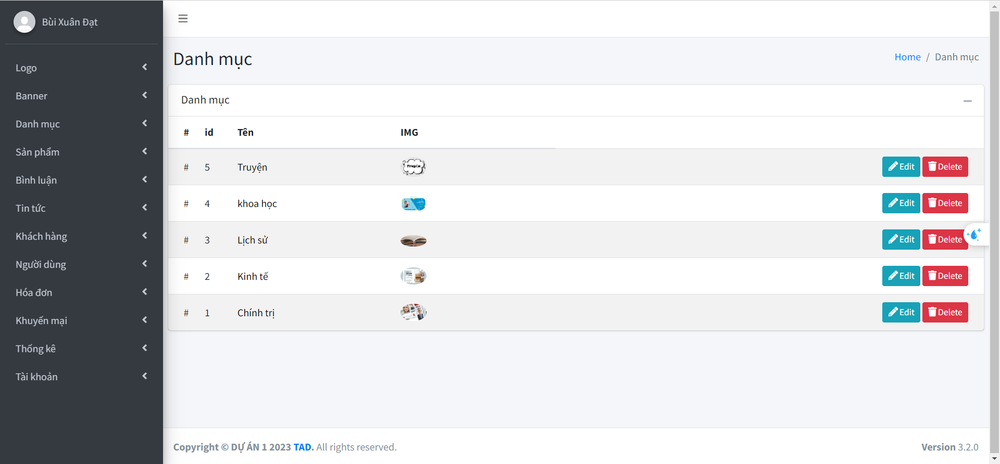 Bùi Xuân Đạt
Logo
Banner
Danh mục
Sản phẩm
Bình luận
Tin tức
Khách hàng
Người dùng
Hóa đơn
Khuyến mại
Thống kê
Tài khoản
Danh mục
Home / Danh mục
Danh mục
# id Tên IMG
# 5 Truyện Truyện Edit Delete
# 4 khoa học Edit Delete
# 3 Lịch sử Edit Delete
# 2 Kinh tế Edit Delete
# 1 Chính trị Edit Delete
Copyright © DỰ ÁN 1 2023 TAD. All rights reserved.
Version 3.2.0